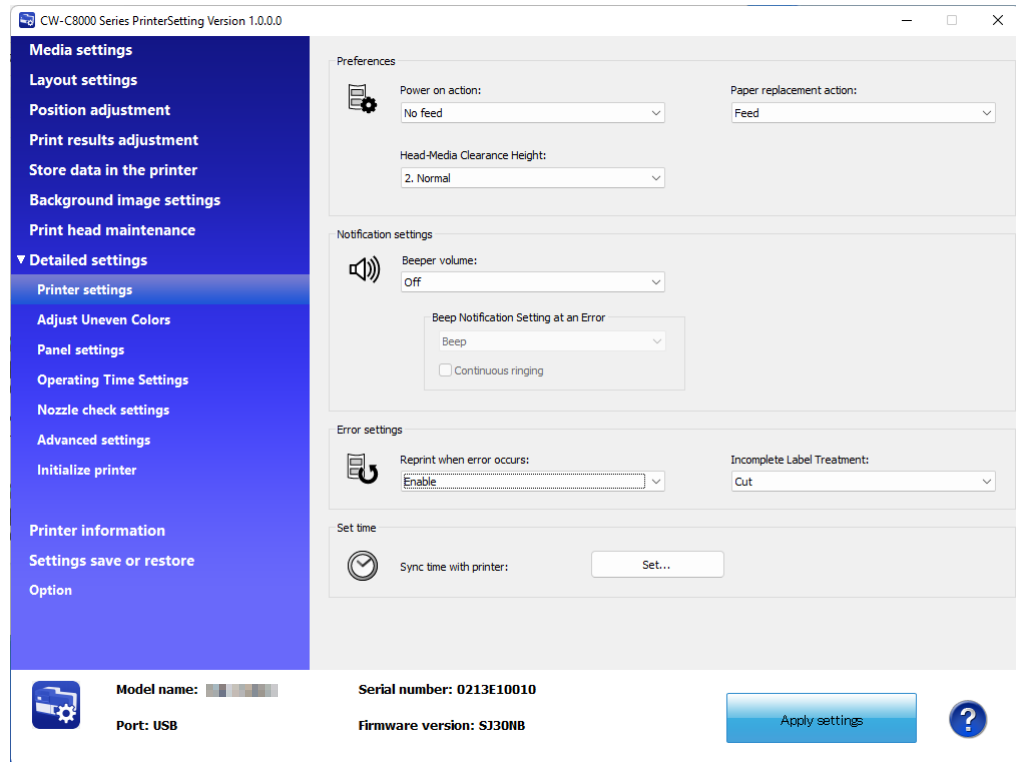 CW-C8000 Series PrinterSetting Version 1.0.0.0
Media settings
Layout settings
Position adjustment
Print results adjustment
Store data in the printer
Background image settings
Print head maintenance
▼ Detailed settings
Printer settings
Adjust Uneven Colors
Panel settings
Operating Time Settings
Nozzle check settings
Advanced settings
Initialize printer
Printer information
Settings save or restore
Option
Preferences
Power on action:
No feed
Paper replacement action:
Feed
Head-Media Clearance Height:
2. Normal
Notification settings
Beeper volume:
Off
Beep Notification Setting at an Error
Beep
Continuous ringing
Error settings
Reprint when error occurs:
Enable
Incomplete Label Treatment:
Cut
Set time
Sync time with printer:
Set...
Model name:
Serial number: 0213E10010
Port: USB
Firmware version: SJ30NB
Apply settings
?